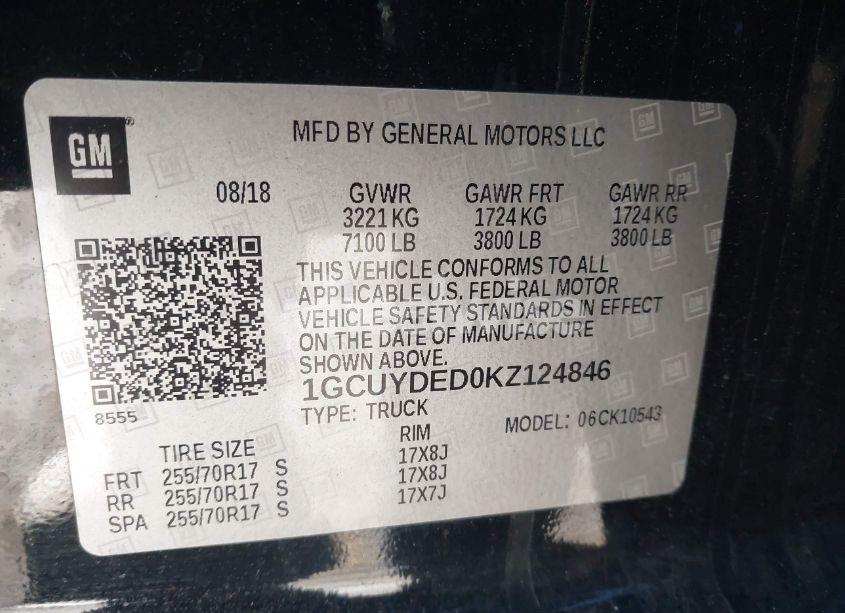 GM
MFD BY GENERAL MOTORS LLC
08/18 GVWR GAWR FRT GAWR RR
3221 KG 1724 KG 1724 KG
7100 LB 3800 LB 3800 LB
THIS VEHICLE CONFORMS TO ALL
APPLICABLE U.S. FEDERAL MOTOR
VEHICLE SAFETY STANDARDS IN EFFECT
ON THE DATE OF MANUFACTURE
SHOWN ABOVE.
1GCUYDED0KZ124846
8555
TYPE: TRUCK MODEL: 06CK10543
TIRE SIZE RIM
FRT 255/70R17 S 17X8J
RR 255/70R17 S 17X8J
SPA 255/70R17 S 17X7J